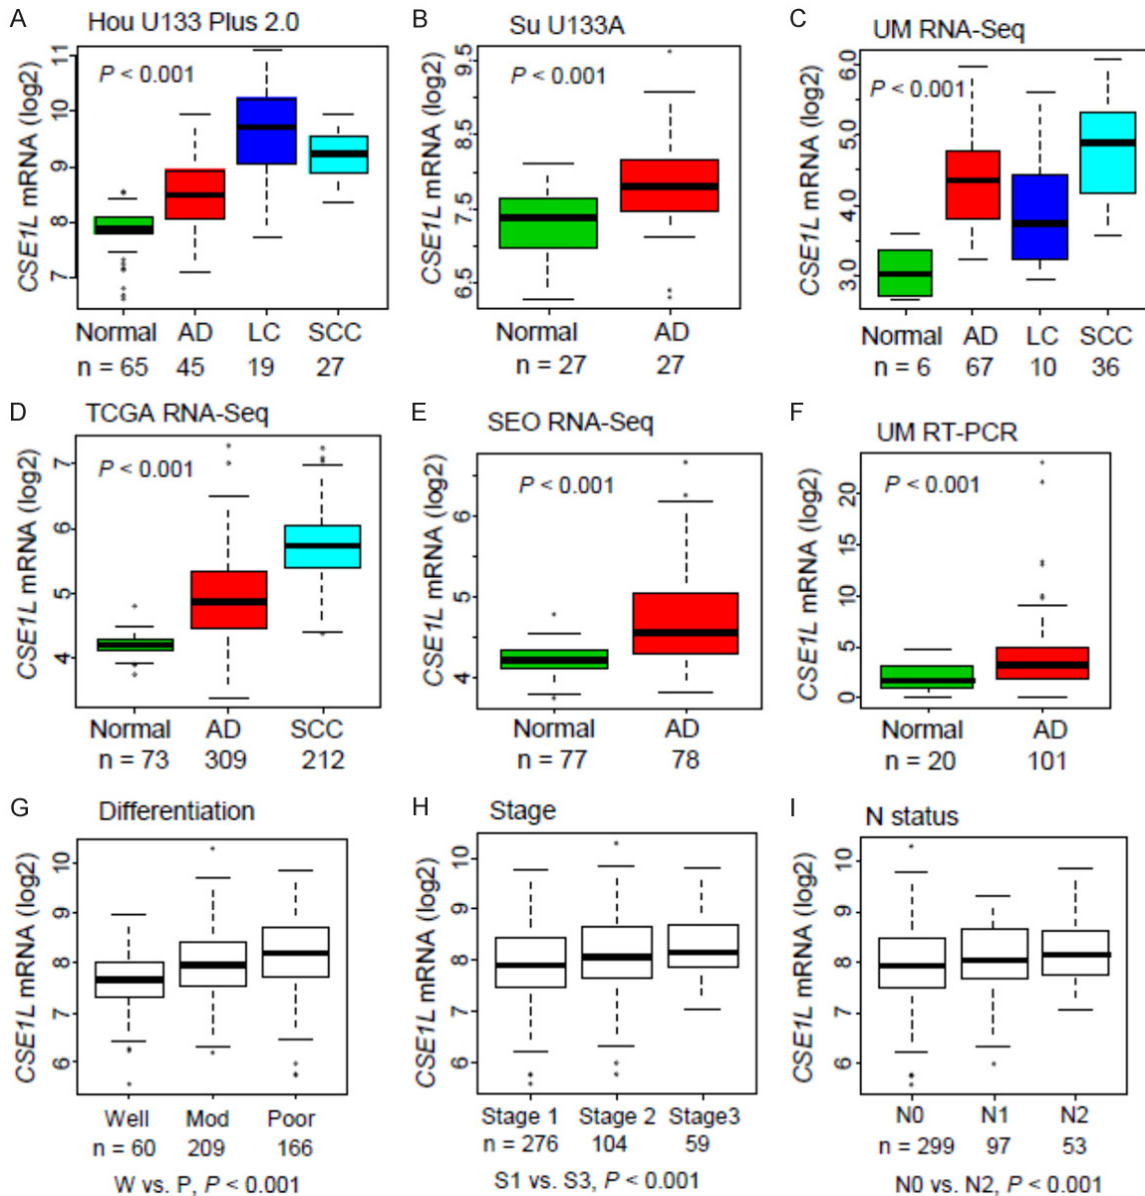 A Hou U133 Plus 2.0
CSE1L mRNA (log2)
11
10
9
8
7
P < 0.001
Normal AD LC SCC
n = 65 45 19 27
B Su U133A
CSE1L mRNA (log2)
9.5
8.5
7.5
6.5
P < 0.001
Normal AD
n = 27 27
C UM RNA-Seq
CSE1L mRNA (log2)
6.0
5.0
4.0
3.0
P < 0.001
Normal AD LC SCC
n = 6 67 10 36
D TCGA RNA-Seq
CSE1L mRNA (log2)
7
6
5
4
P < 0.001
Normal AD SCC
n = 73 309 212
E SEO RNA-Seq
CSE1L mRNA (log2)
6
5
4
P < 0.001
Normal AD
n = 77 78
F UM RT-PCR
CSE1L mRNA (log2)
20
15
10
5
0
P < 0.001
Normal AD
n = 20 101
G Differentiation
CSE1L mRNA (log2)
10
9
8
7
6
Well Mod Poor
n = 60 209 166
W vs. P, P < 0.001
H Stage
CSE1L mRNA (log2)
10
9
8
7
6
Stage 1 Stage 2 Stage3
n = 276 104 59
S1 vs. S3, P < 0.001
I N status
CSE1L mRNA (log2)
10
9
8
7
6
N0 N1 N2
n = 299 97 53
N0 vs. N2, P < 0.001